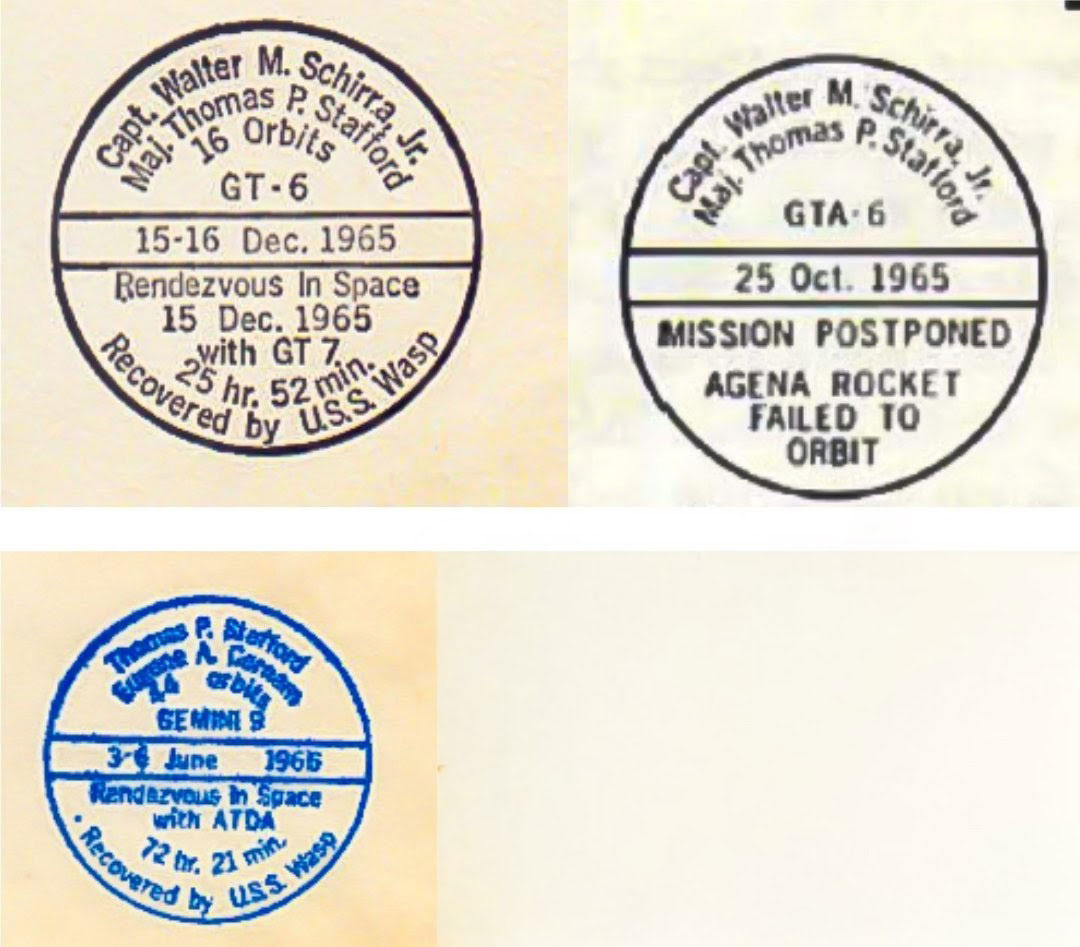 Capt. Walter M. Schirra, Jr.
Maj. Thomas P. Stafford
16 Orbits
GT-6
15-16 Dec. 1965
Rendezvous In Space
15 Dec. 1965
with GT 7
25 hr. 52 min.
Recovered by U.S.S. Wasp
Capt. Walter M. Schirra, Jr.
Maj. Thomas P. Stafford
GTA-6
25 Oct. 1965
MISSION POSTPONED
AGENA ROCKET
FAILED TO
ORBIT
Thomas P. Stafford
Eugene A. Cernan
44 orbits
GEMINI 9
3-6 June 1966
Rendezvous In Space
with ATDA
72 hr. 21 min.
Recovered by U.S.S. Wasp